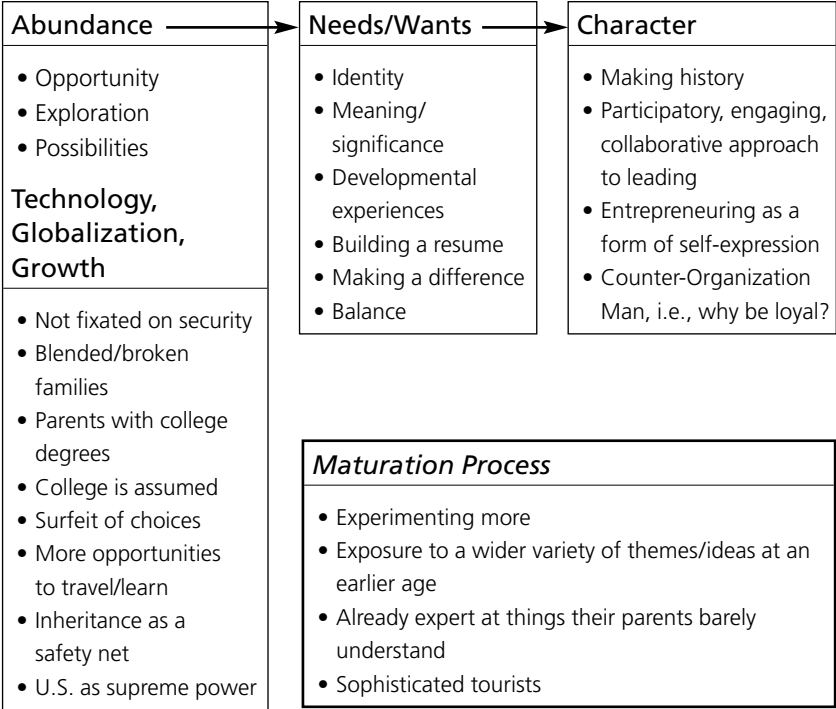 Abundance
• Opportunity
• Exploration
• Possibilities
Technology,
Globalization,
Growth
• Not fixated on security
• Blended/broken
families
• Parents with college
degrees
• College is assumed
• Surfeit of choices
• More opportunities
to travel/learn
• Inheritance as a
safety net
• U.S. as supreme power
Needs/Wants
• Identity
• Meaning/
significance
• Developmental
experiences
• Building a resume
• Making a difference
• Balance
Character
• Making history
• Participatory, engaging,
collaborative approach
to leading
• Entrepreneuring as a
form of self-expression
• Counter-Organization
Man, i.e., why be loyal?
Maturation Process
• Experimenting more
• Exposure to a wider variety of themes/ideas at an
earlier age
• Already expert at things their parents barely
understand
• Sophisticated tourists